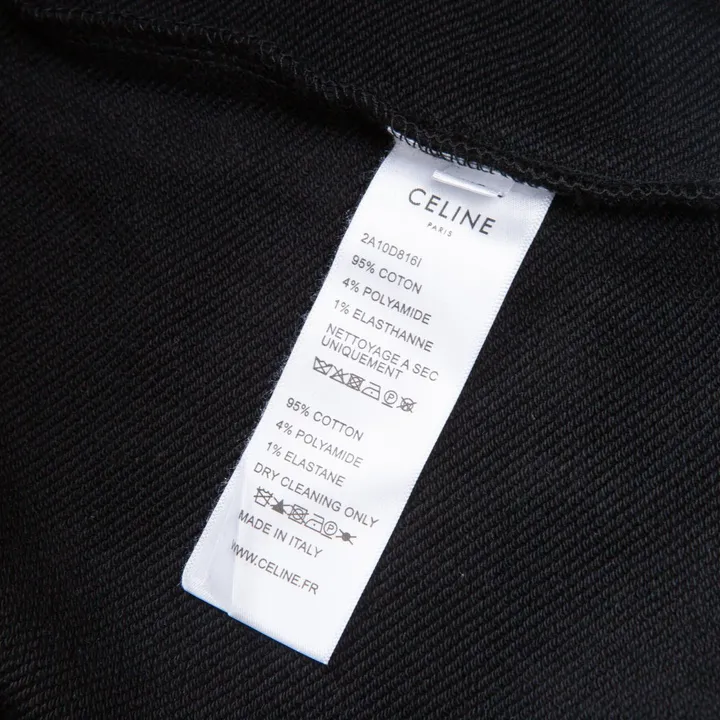 CELINE
PARIS
2A10D816I
95% COTON
4% POLYAMIDE
1% ELASTHANNE
NETTOYAGE A SEC
UNIQUEMENT
95% COTTON
4% POLYAMIDE
1% ELASTANE
DRY CLEANING ONLY
MADE IN ITALY
WWW.CELINE.FR